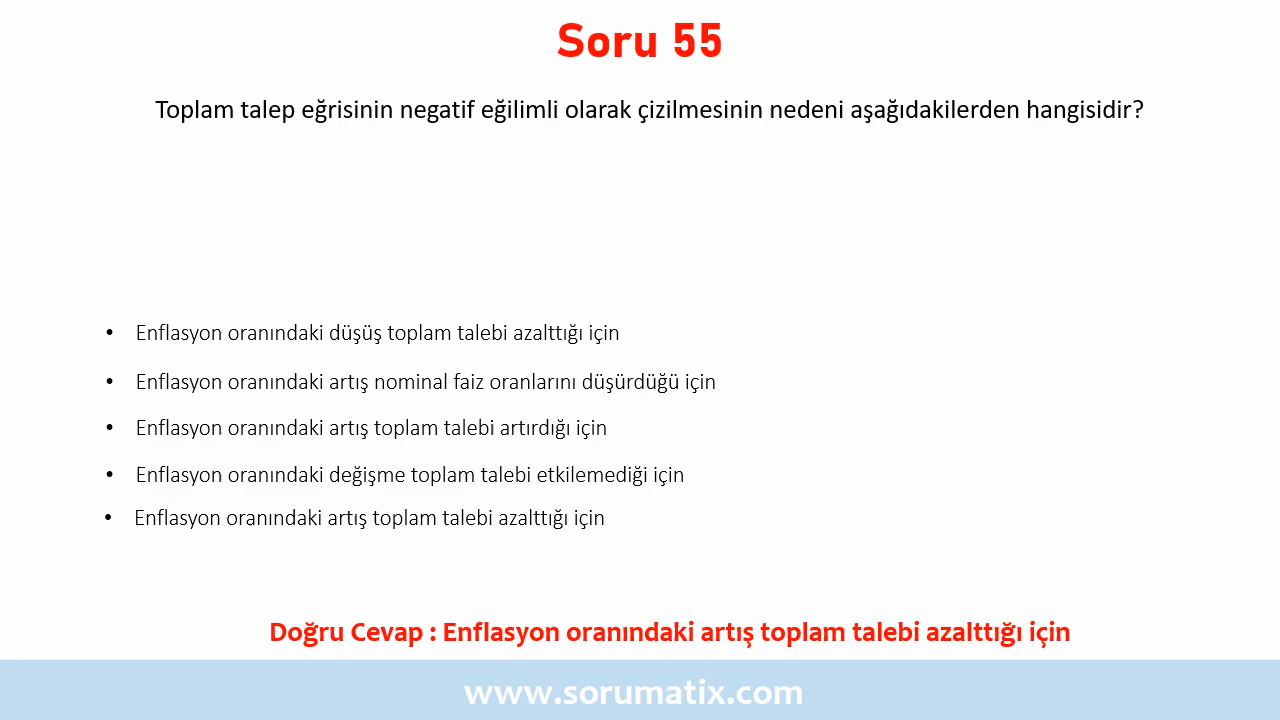 Soru 55
Toplam talep eğrisinin negatif eğilimli olarak çizilmesinin nedeni aşağıdakilerden hangisidir?
• Enflasyon oranındaki düşüş toplam talebi azalttığı için
• Enflasyon oranındaki artış nominal faiz oranlarını düşürdüğü için
• Enflasyon oranındaki artış toplam talebi artırdığı için
• Enflasyon oranındaki değişme toplam talebi etkilemediği için
• Enflasyon oranındaki artış toplam talebi azalttığı için
Doğru Cevap : Enflasyon oranındaki artış toplam talebi azalttığı için
www.sorumatix.com